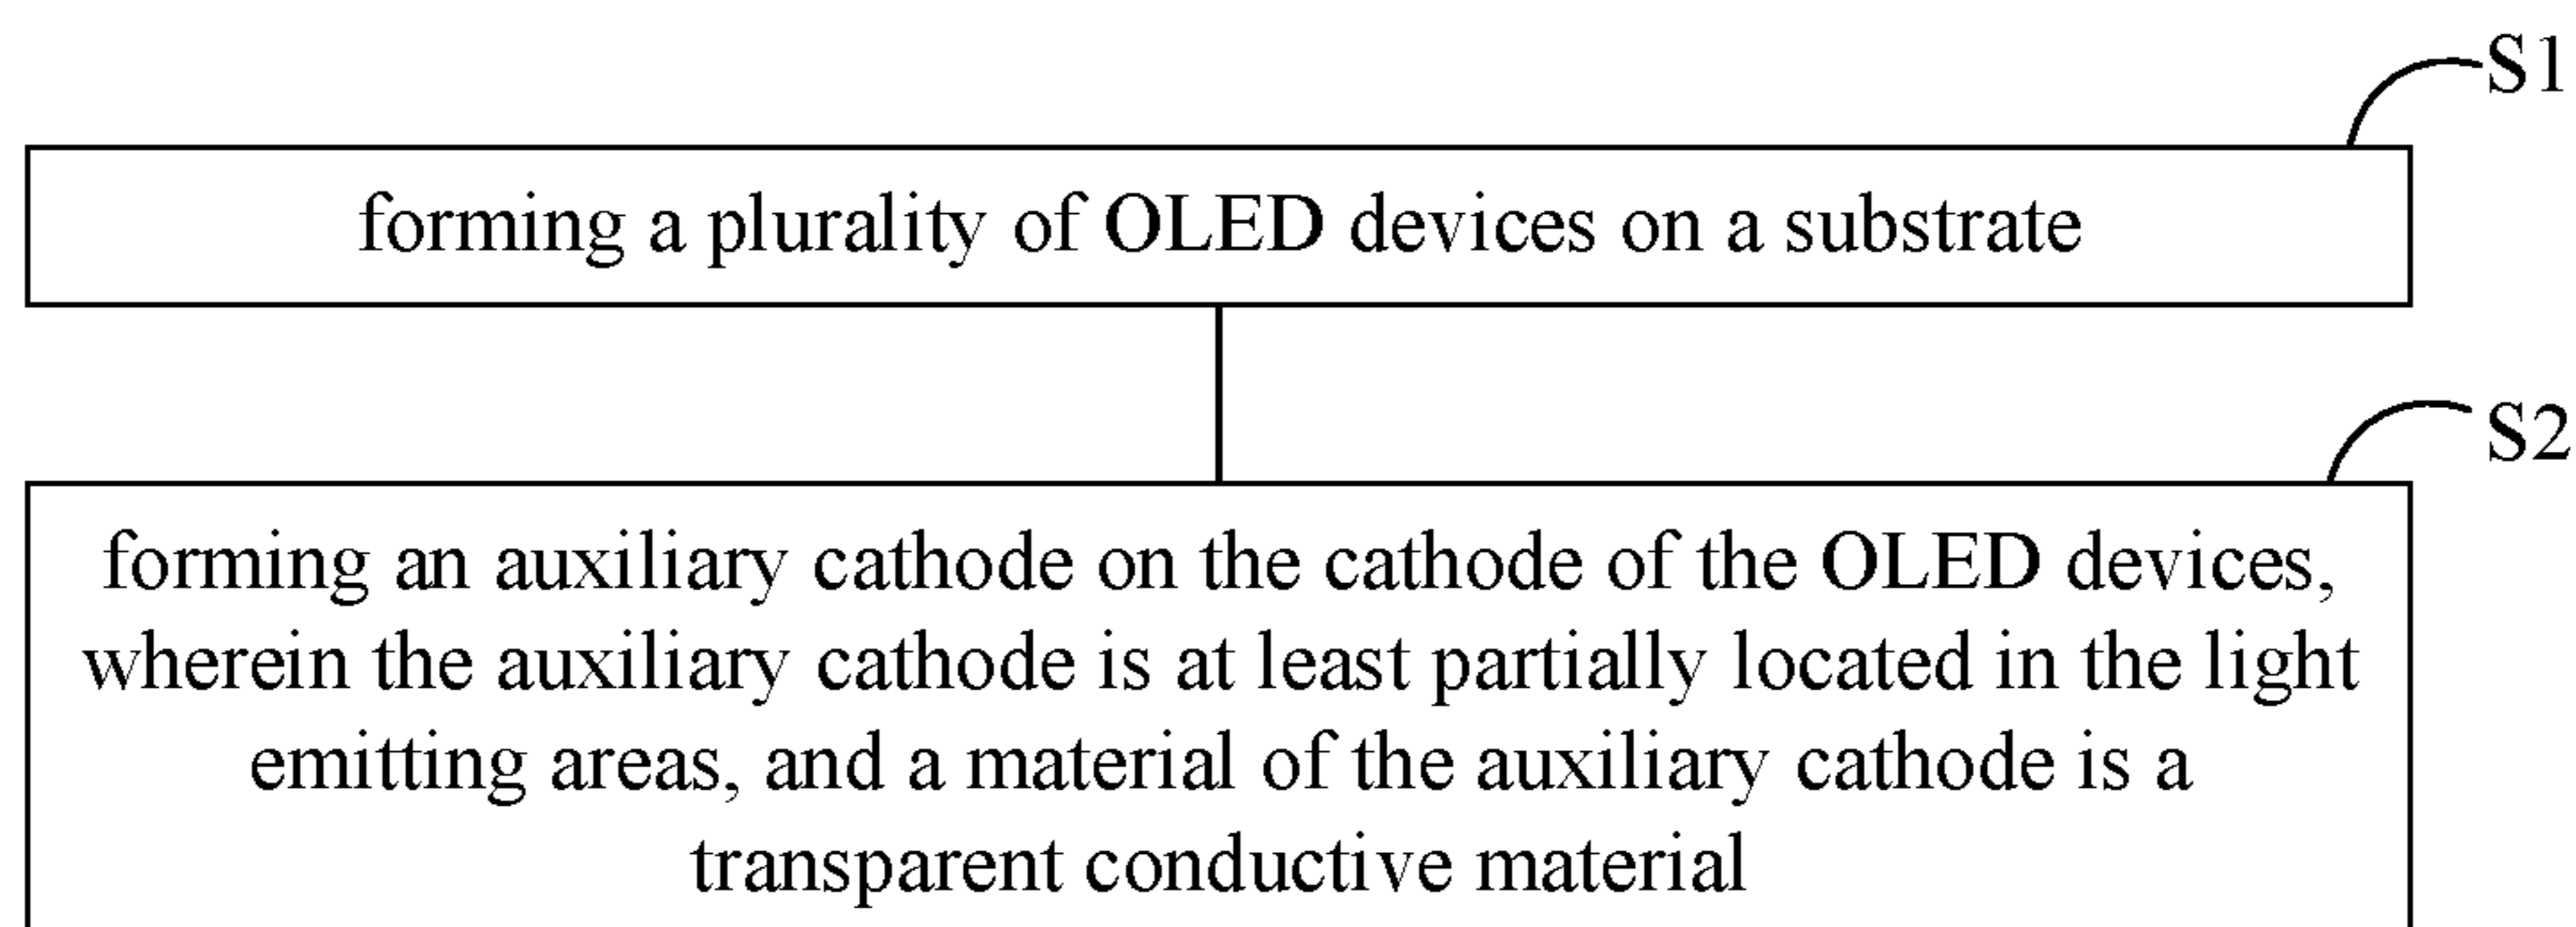 S1
forming a plurality of OLED devices on a substrate
S2
forming an auxiliary cathode on the cathode of the OLED devices,
wherein the auxiliary cathode is at least partially located in the light
emitting areas, and a material of the auxiliary cathode is a
transparent conductive material